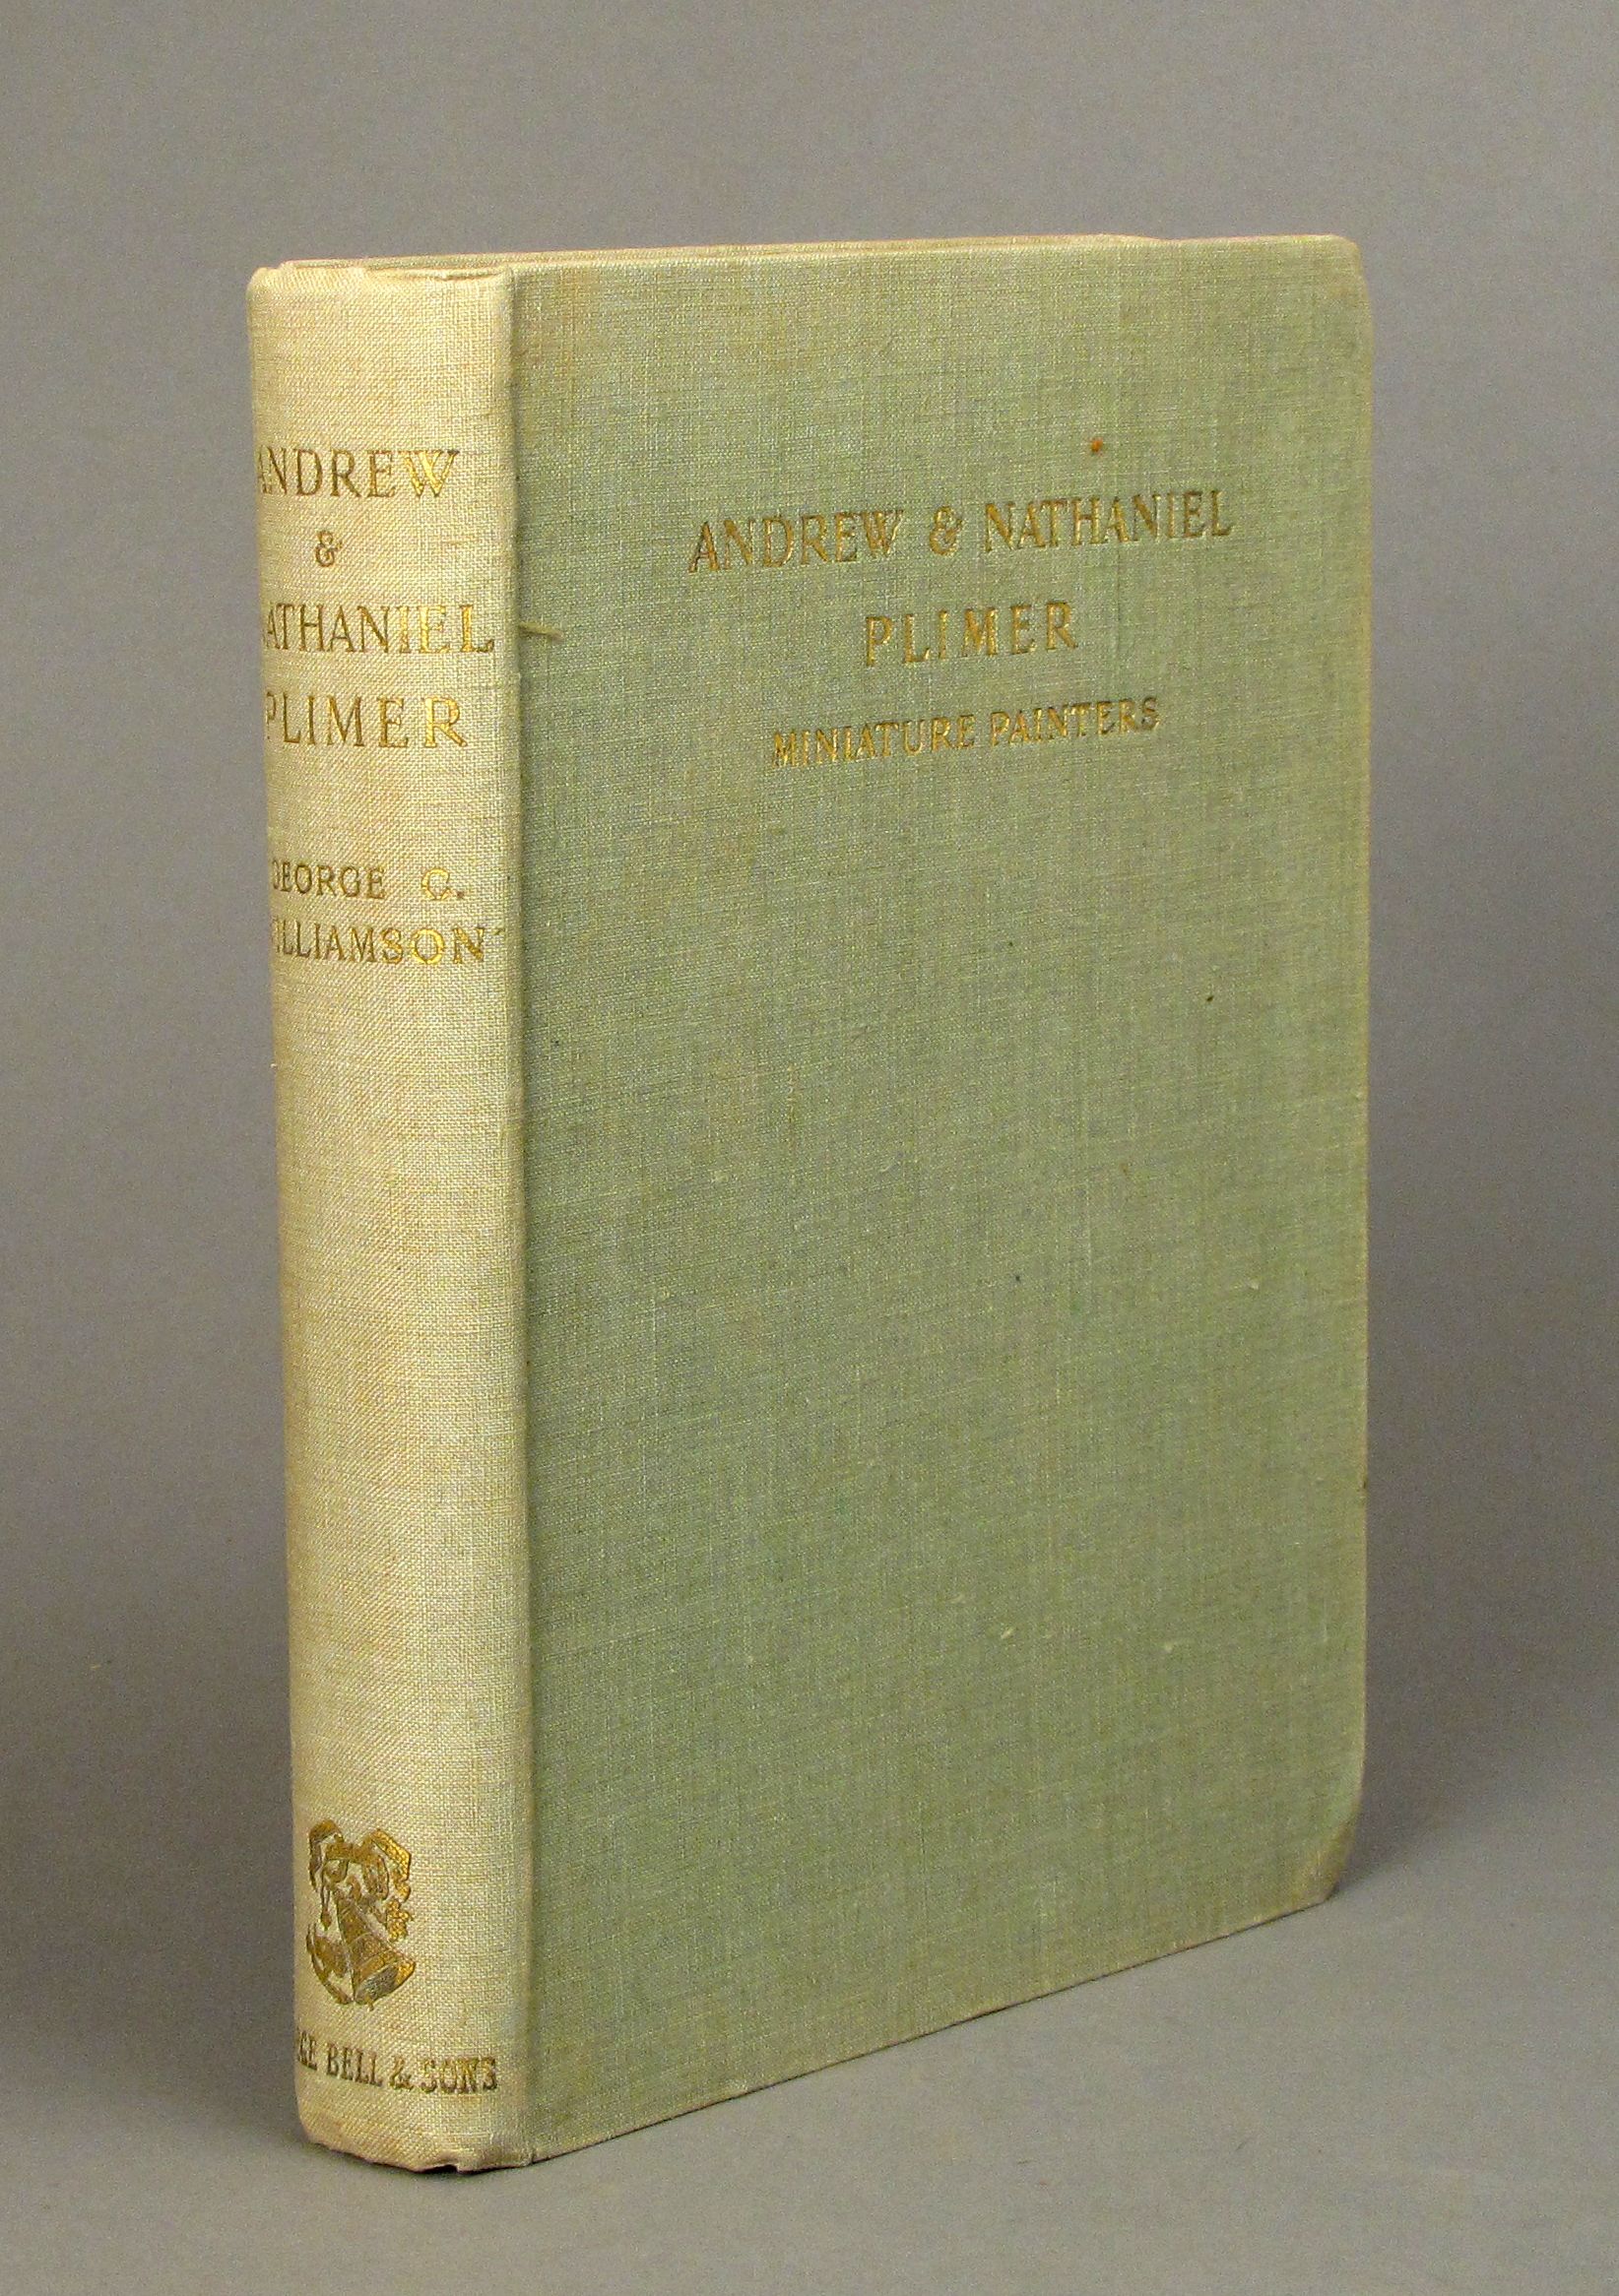 ANDREW
&
NATHANIEL
PLIMER
GEORGE C.
WILLIAMSON
BELL & SONS
ANDREW & NATHANIEL
PLIMER
MINIATURE PAINTERS